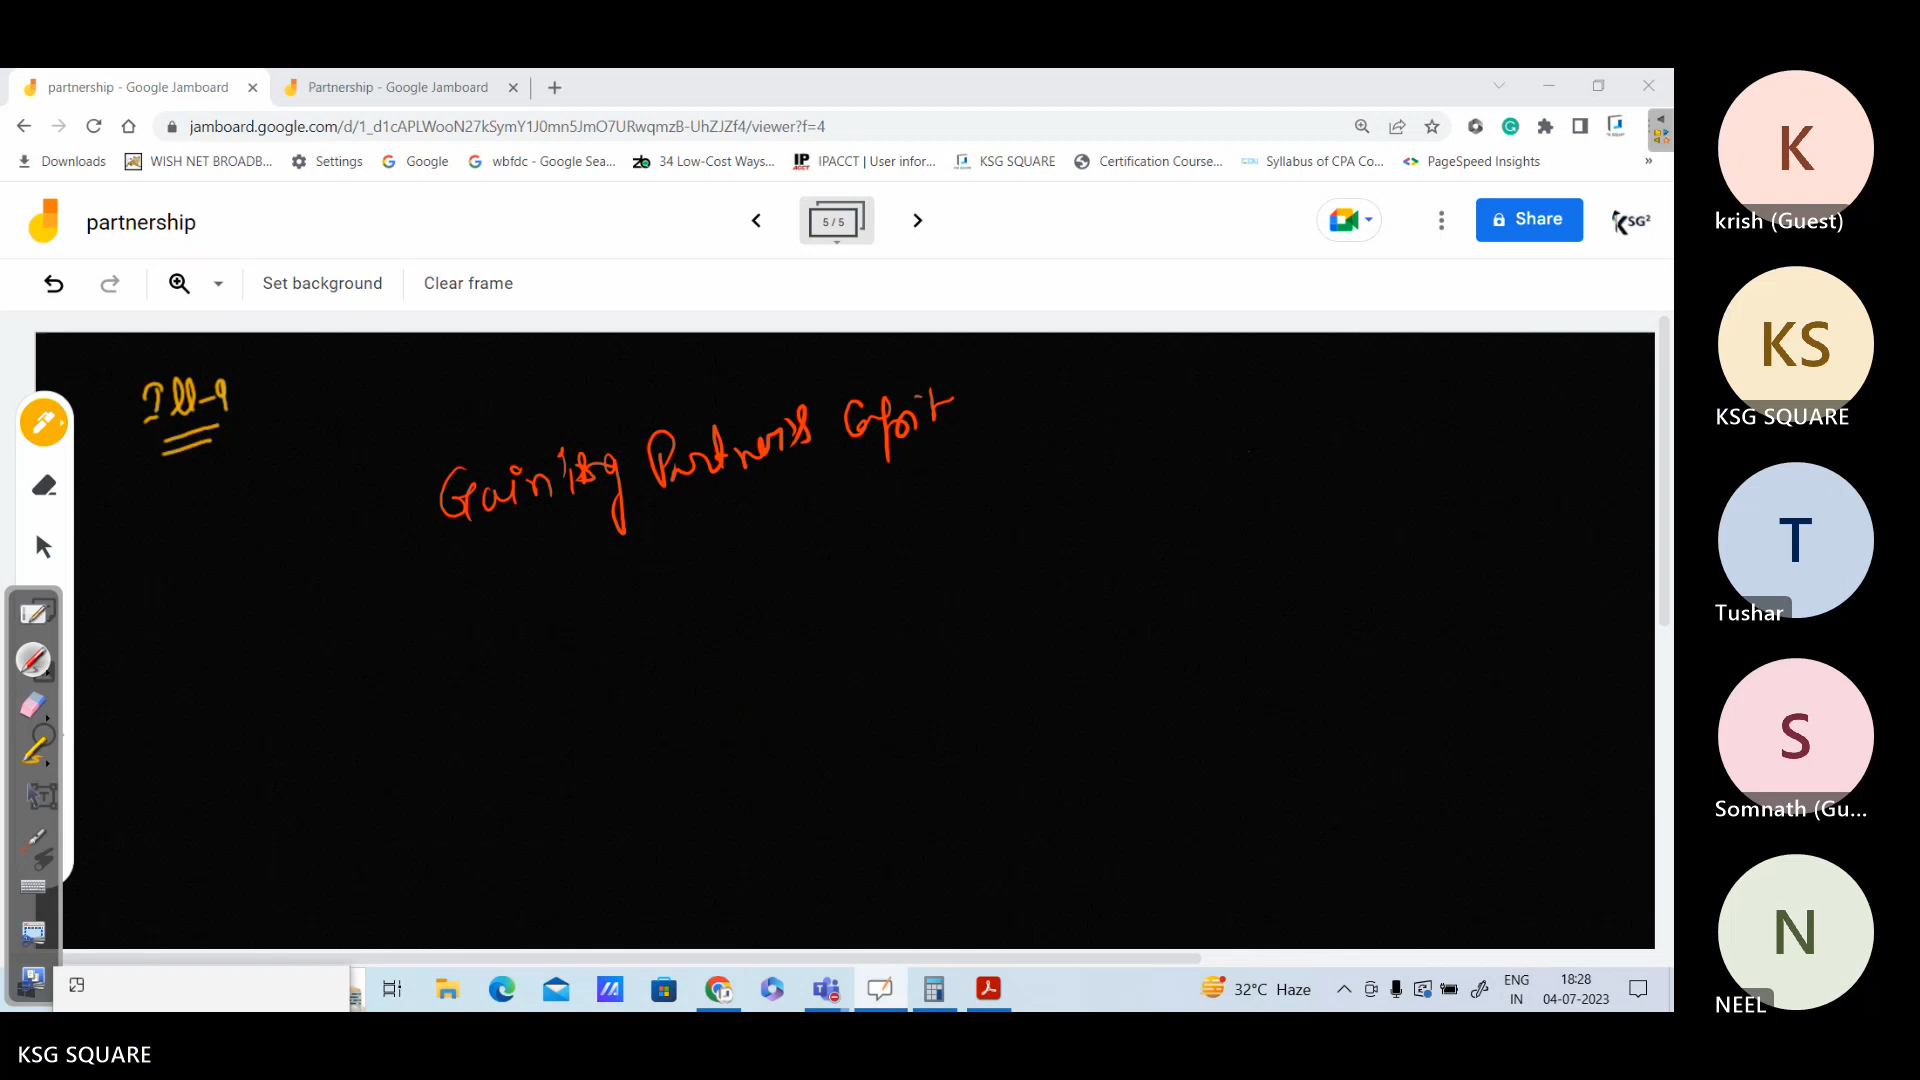 partnership - Google Jamboard
Partnership - Google Jamboard
jamboard.google.com/d/1_d1cAPLWooN27kSymY1J0mn5JmO7URwqmzB-UhZJZf4/viewer?f=4
Downloads WISH NET BROADB... Settings Google wbfdc - Google Sea... 34 Low-Cost Ways... IPACCT | User infor... KSG SQUARE Certification Course... Syllabus of CPA Co... PageSpeed Insights »
partnership
5 / 5
Share
KSG²
Set background
Clear frame
Ill-9
Gaining Partner's
32°C Haze
ENG
IN
18:28
04-07-2023
K
krish (Guest)
KS
KSG SQUARE
T
Tushar
S
Somnath (Gu...
N
NEEL
KSG SQUARE